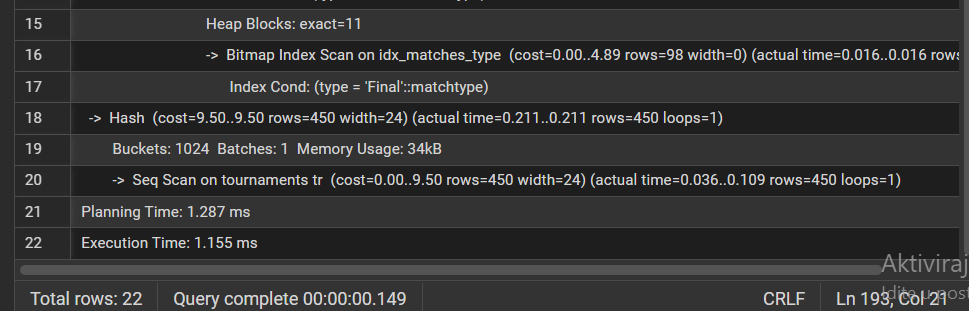 15 Heap Blocks: exact=11
16 -> Bitmap Index Scan on idx_matches_type (cost=0.00..4.89 rows=98 width=0) (actual time=0.016..0.016 rows
17 Index Cond: (type = 'Final'::matchtype)
18 -> Hash (cost=9.50..9.50 rows=450 width=24) (actual time=0.211..0.211 rows=450 loops=1)
19 Buckets: 1024 Batches: 1 Memory Usage: 34kB
20 -> Seq Scan on tournaments tr (cost=0.00..9.50 rows=450 width=24) (actual time=0.036..0.109 rows=450 loops=1)
21 Planning Time: 1.287 ms
22 Execution Time: 1.155 ms
Aktiviraj
Idite u post
Total rows: 22 Query complete 00:00:00.149 CRLF Ln 193, Col 21